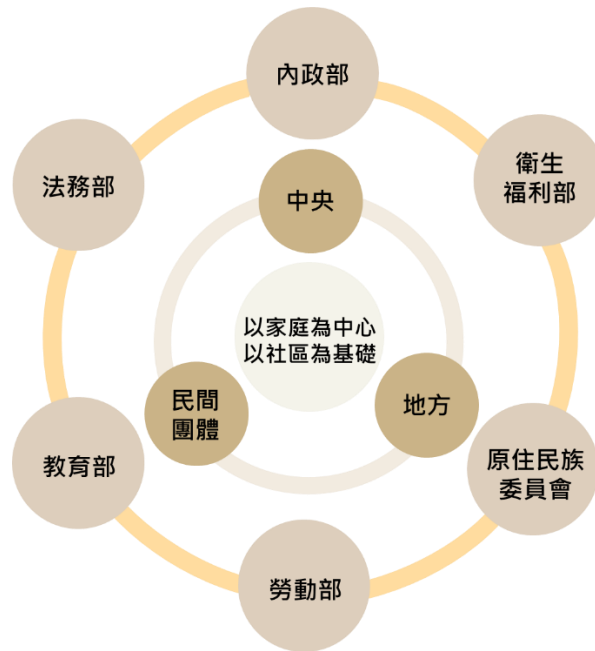 內政部
法務部
衛生
福利部
中央
以家庭為中心
以社區為基礎
民間
團體
地方
教育部
原住民族
委員會
勞動部